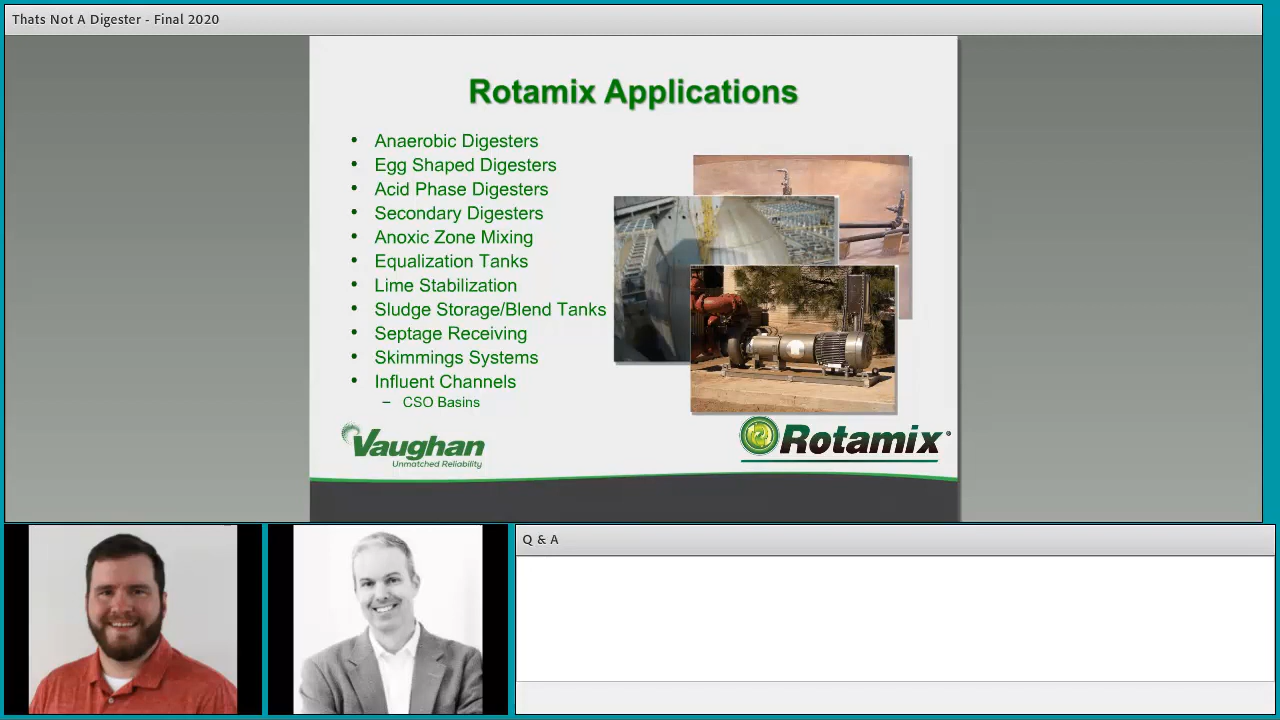 Thats Not A Digester - Final 2020
Rotamix Applications
• Anaerobic Digesters
• Egg Shaped Digesters
• Acid Phase Digesters
• Secondary Digesters
• Anoxic Zone Mixing
• Equalization Tanks
• Lime Stabilization
• Sludge Storage/Blend Tanks
• Septage Receiving
• Skimmings Systems
• Influent Channels
– CSO Basins
Vaughan
Unmatched Reliability
Rotamix®
Q & A